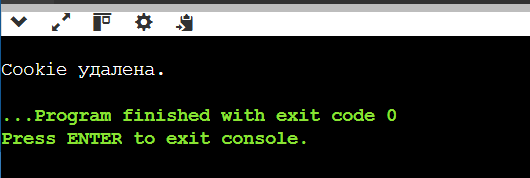 Cookie удалена.
...Program finished with exit code 0
Press ENTER to exit console.